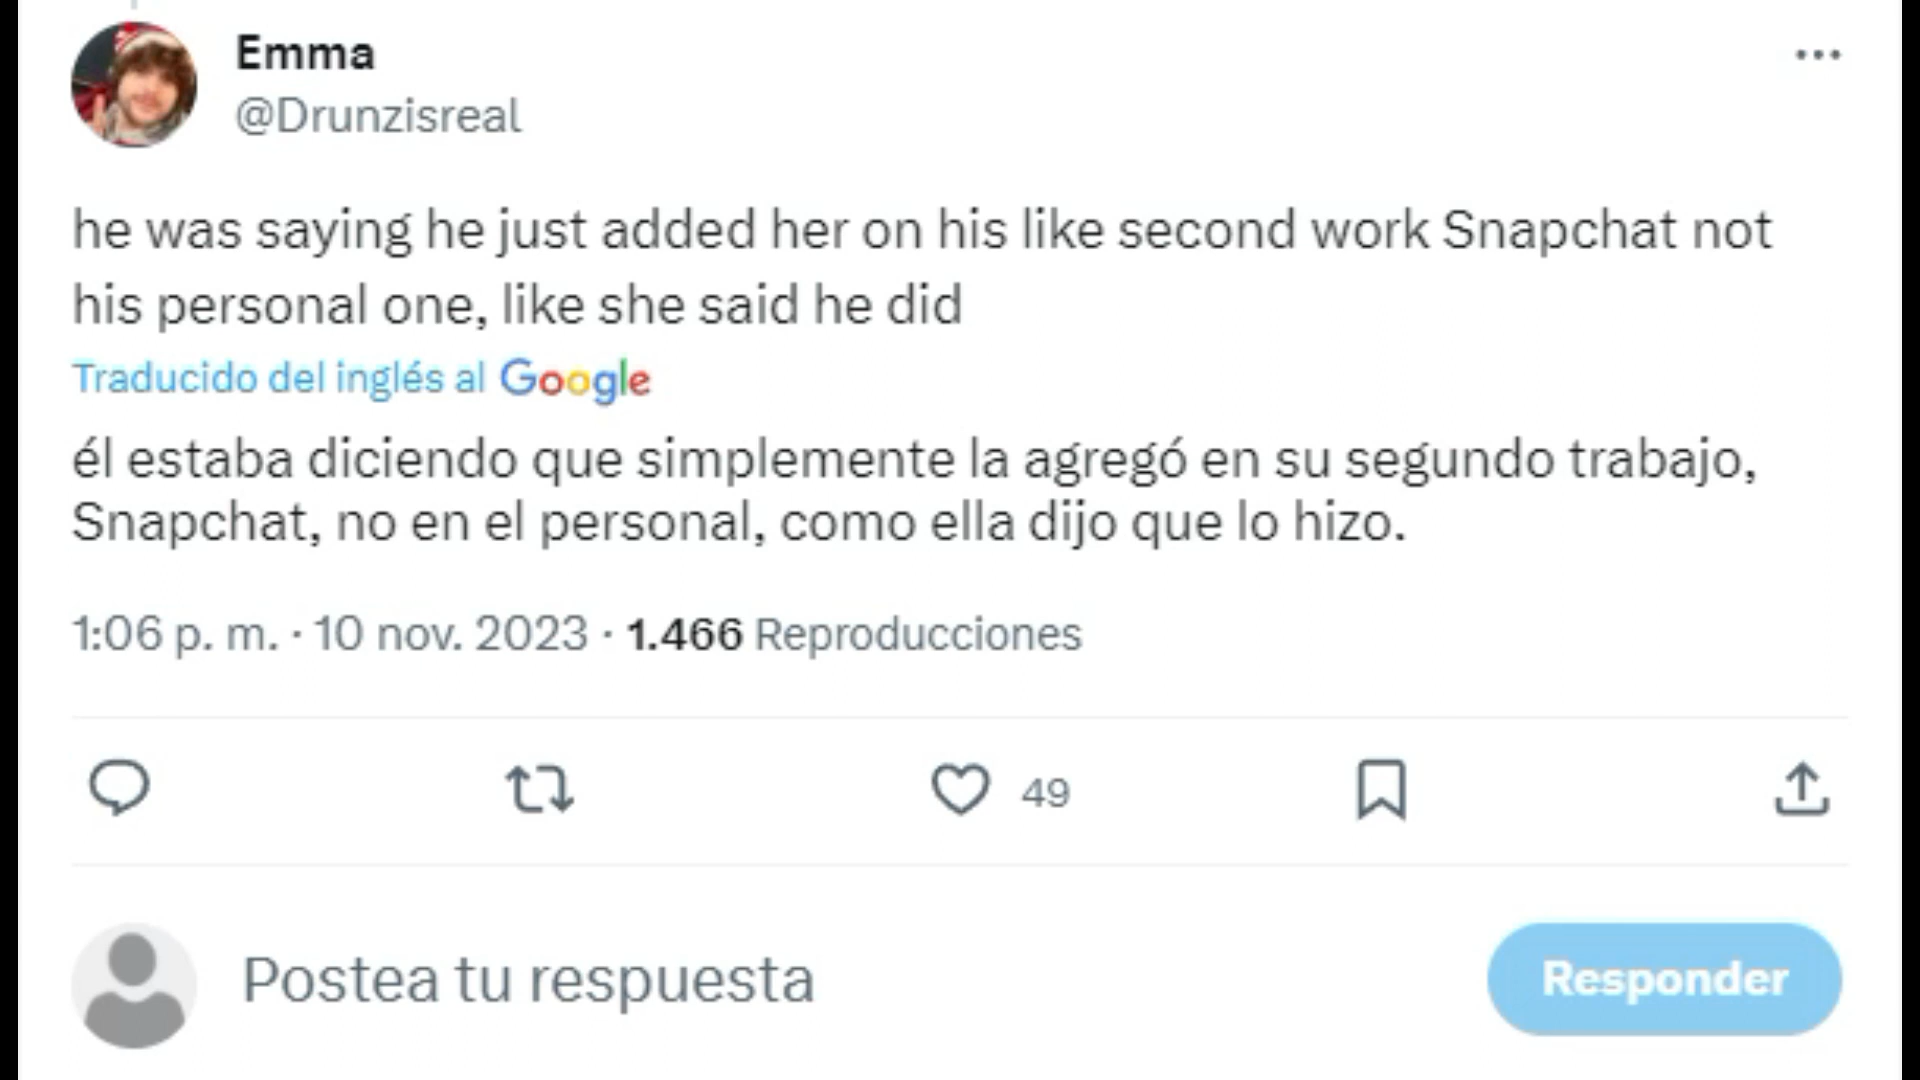 Emma
@Drunzisreal
he was saying he just added her on his like second work Snapchat not
his personal one, like she said he did
Traducido del inglés al Google
él estaba diciendo que simplemente la agregó en su segundo trabajo,
Snapchat, no en el personal, como ella dijo que lo hizo.
1:06 p. m. · 10 nov. 2023 · 1.466 Reproducciones
49
Postea tu respuesta
Responder